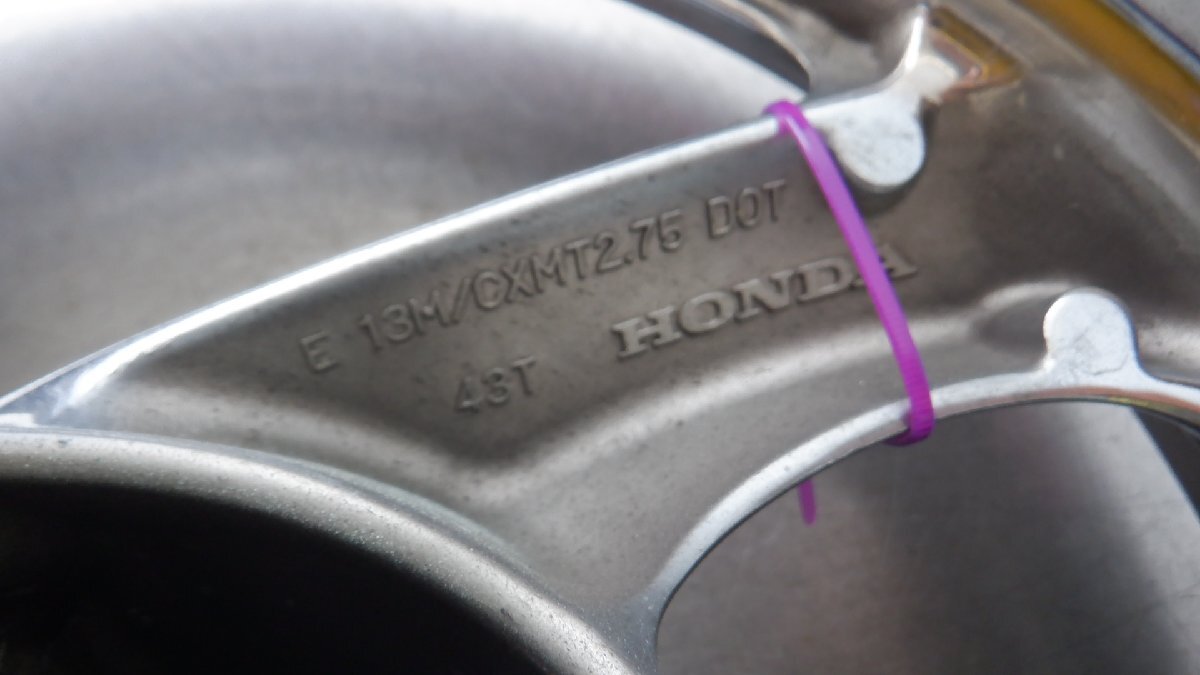 E 13M/CXMT2.75 DOT
HONDA
43T